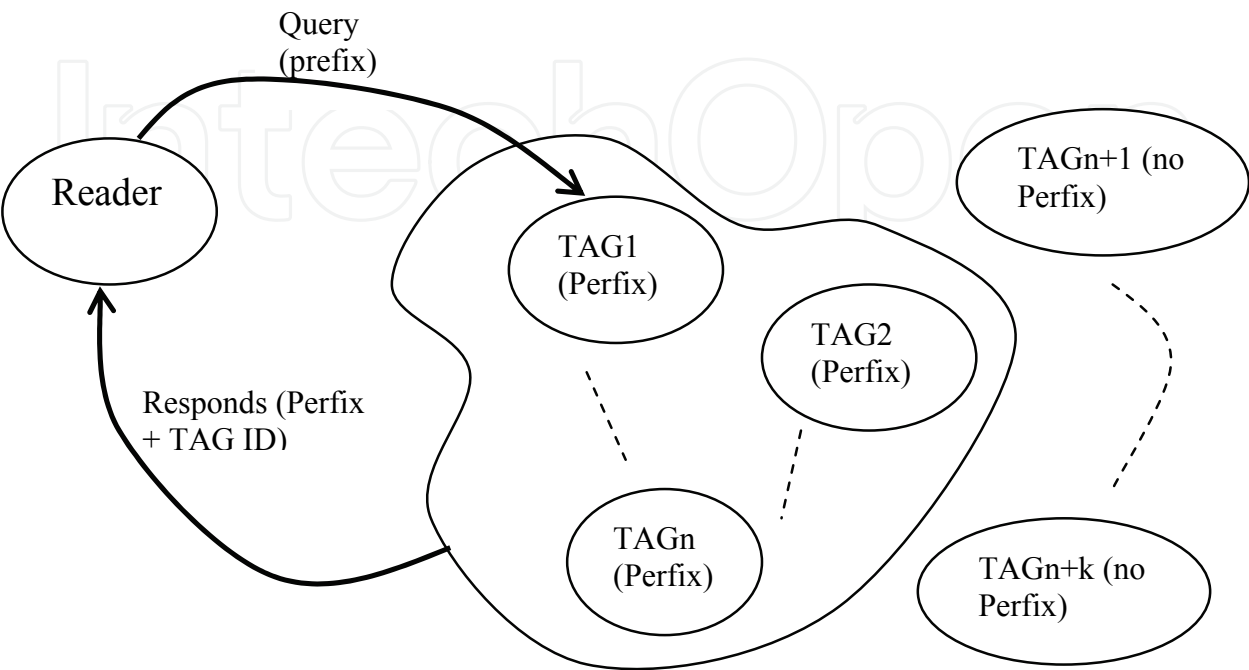 Query
(prefix)
IntechOpen
Reader
TAGn+1 (no
Perfix)
TAG1
(Perfix)
TAG2
(Perfix)
Responds (Perfix
+ TAG ID)
TAGn
(Perfix)
TAGn+k (no
Perfix)